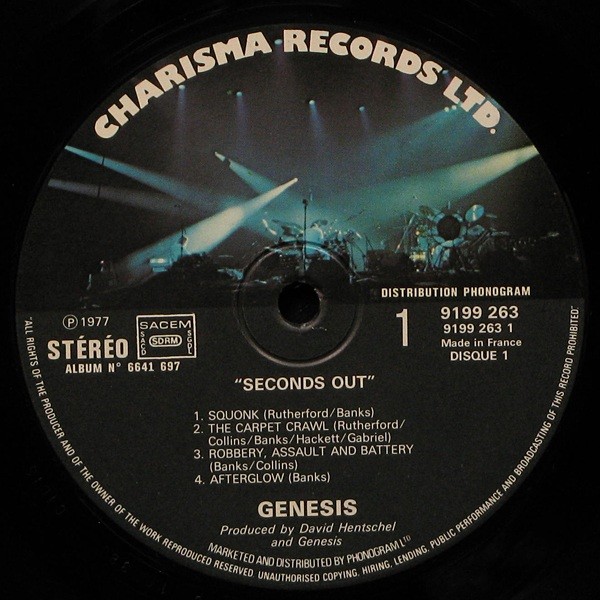 CHARISMA RECORDS LTD.
DISTRIBUTION PHONOGRAM
℗ 1977
STÉRÉO
ALBUM N° 6641 697
SACEM
SACD
SDRM
SGDL
1
9199 263
9199 263 1
Made in France
DISQUE 1
"SECONDS OUT"
1. SQUONK (Rutherford/Banks)
2. THE CARPET CRAWL (Rutherford/
Collins/Banks/Hackett/Gabriel)
3. ROBBERY, ASSAULT AND BATTERY
(Banks/Collins)
4. AFTERGLOW (Banks)
GENESIS
Produced by David Hentschel
and Genesis
MARKETED AND DISTRIBUTED BY PHONOGRAM LTD
"ALL RIGHTS OF THE PRODUCER AND OF THE OWNER OF THE WORK REPRODUCED RESERVED. UNAUTHORISED COPYING, HIRING, LENDING, PUBLIC PERFORMANCE AND BROADCASTING OF THIS RECORD PROHIBITED"